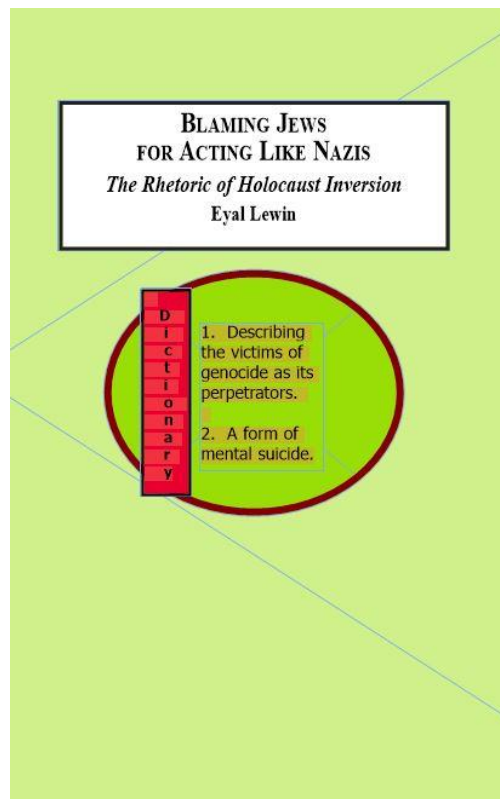 BLAMING JEWS
FOR ACTING LIKE NAZIS
The Rhetoric of Holocaust Inversion
Eyal Lewin
Dictionary
1. Describing
the victims of
genocide as its
perpetrators.
2. A form of
mental suicide.